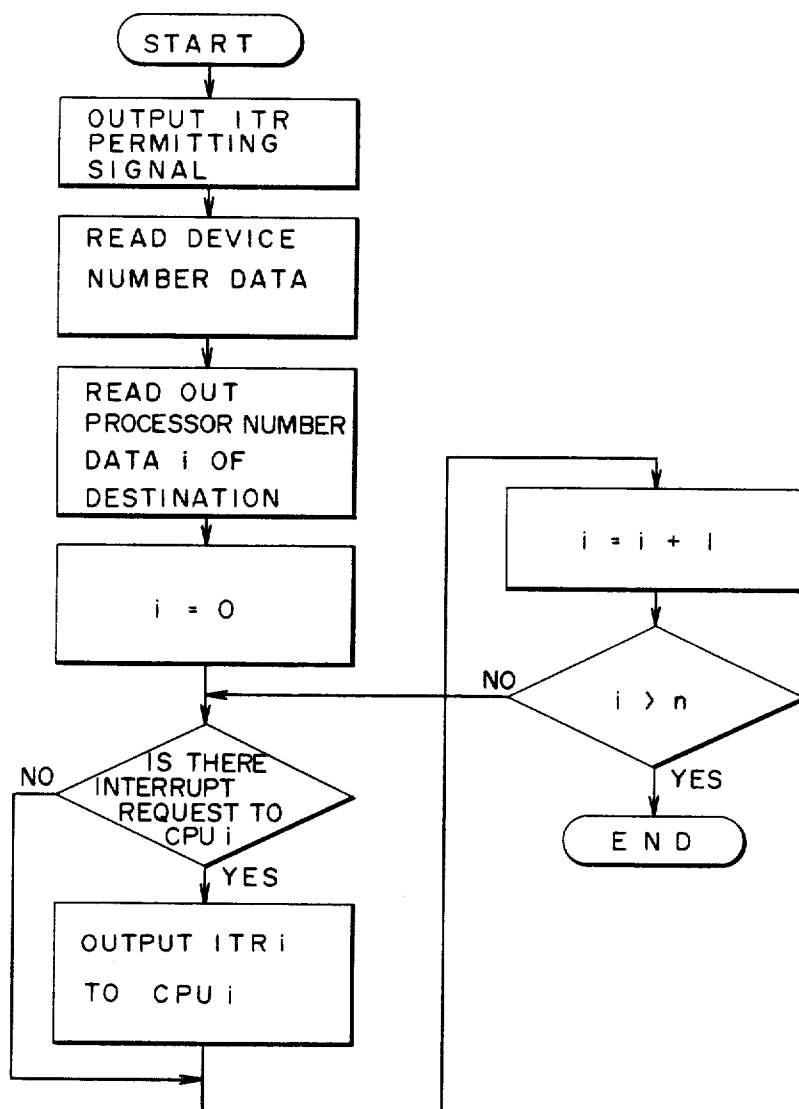 START
OUTPUT ITR
PERMITTING
SIGNAL
READ DEVICE
NUMBER DATA
READ OUT
PROCESSOR NUMBER
DATA i OF
DESTINATION
i = 0
IS THERE
INTERRUPT
REQUEST TO
CPU i
NO
YES
OUTPUT ITR i
TO CPU i
i = i + 1
i > n
NO
YES
END